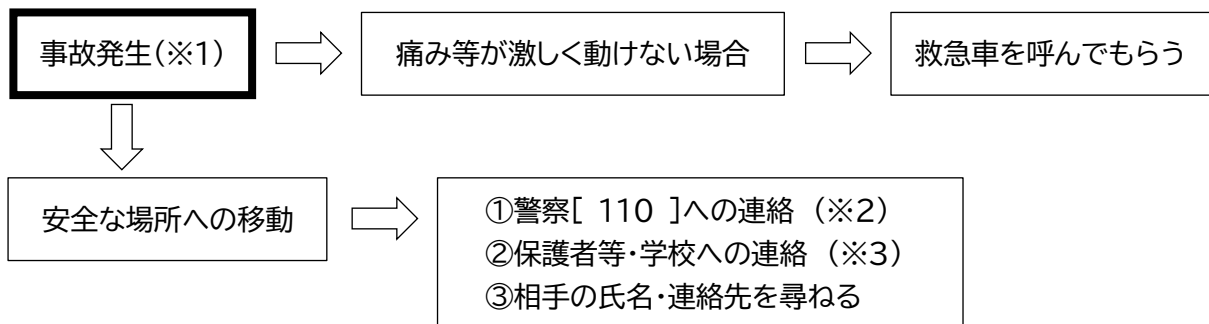 事故発生(※1)
痛み等が激しく動けない場合
救急車を呼んでもらう
安全な場所への移動
①警察[ 110 ]への連絡 (※2)
②保護者等・学校への連絡 (※3)
③相手の氏名・連絡先を尋ねる